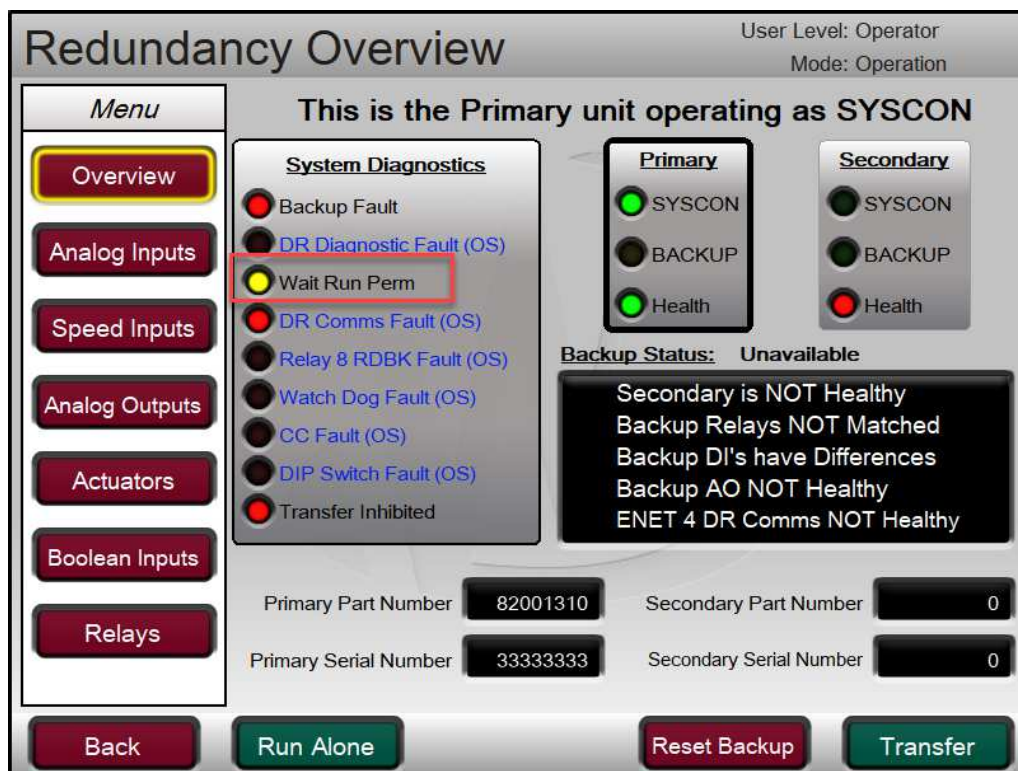 Redundancy Overview
User Level: Operator
Mode: Operation
Menu
Overview
Analog Inputs
Speed Inputs
Analog Outputs
Actuators
Boolean Inputs
Relays
This is the Primary unit operating as SYSCON
System Diagnostics
Backup Fault
DR Diagnostic Fault (OS)
Wait Run Perm
DR Comms Fault (OS)
Relay 8 RDBK Fault (OS)
Watch Dog Fault (OS)
CC Fault (OS)
DIP Switch Fault (OS)
Transfer Inhibited
Primary
SYSCON
BACKUP
Health
Secondary
SYSCON
BACKUP
Health
Backup Status: Unavailable
Secondary is NOT Healthy
Backup Relays NOT Matched
Backup DI's have Differences
Backup AO NOT Healthy
ENET 4 DR Comms NOT Healthy
Primary Part Number 82001310
Secondary Part Number 0
Primary Serial Number 33333333
Secondary Serial Number 0
Back
Run Alone
Reset Backup
Transfer